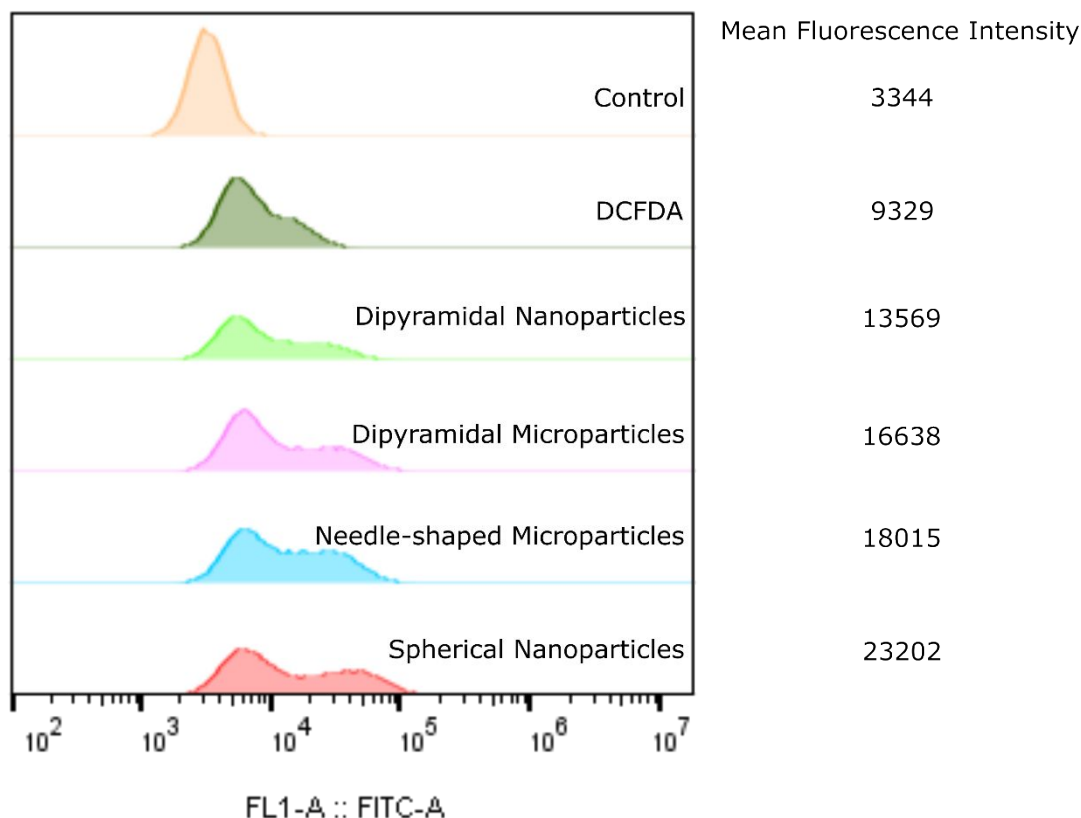 Mean Fluorescence Intensity
Control 3344
DCFDA 9329
Dipyramidal Nanoparticles 13569
Dipyramidal Microparticles 16638
Needle-shaped Microparticles 18015
Spherical Nanoparticles 23202
10^2 10^3 10^4 10^5 10^6 10^7
FL1-A :: FITC-A